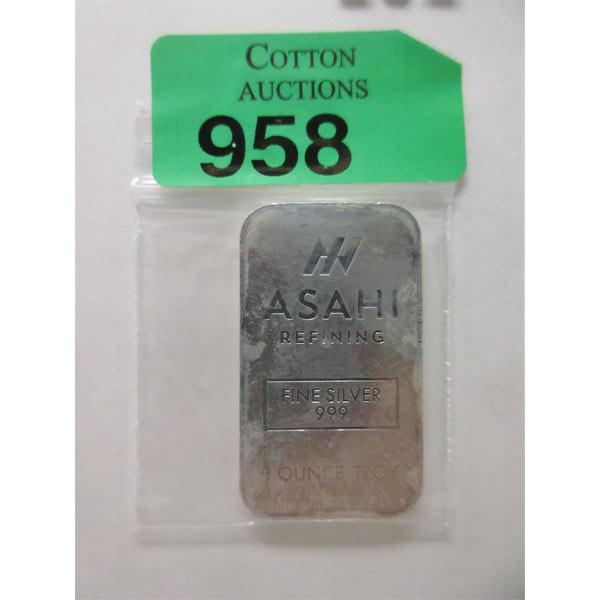 COTTON
AUCTIONS
958
ASAHI
REFINING
FINE SILVER
999
1 OUNCE TROY